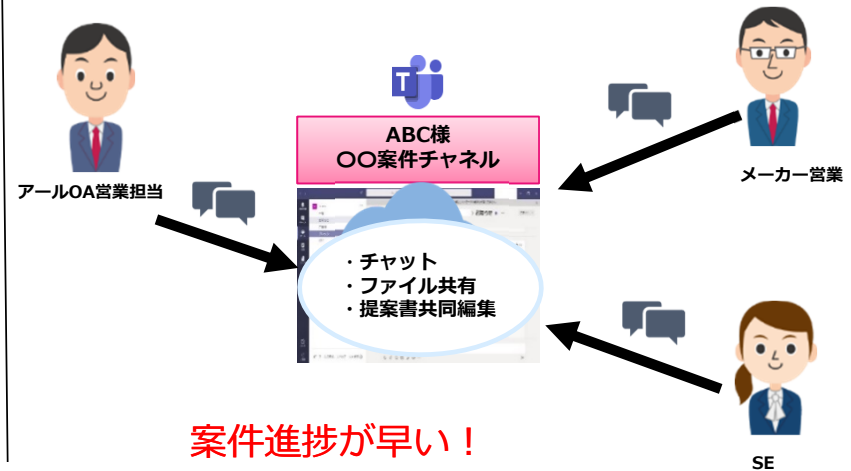 T
ABC様
〇〇案件チャネル
アールOA営業担当
メーカー営業
・チャット
・ファイル共有
・提案書共同編集
案件進捗が早い！
SE